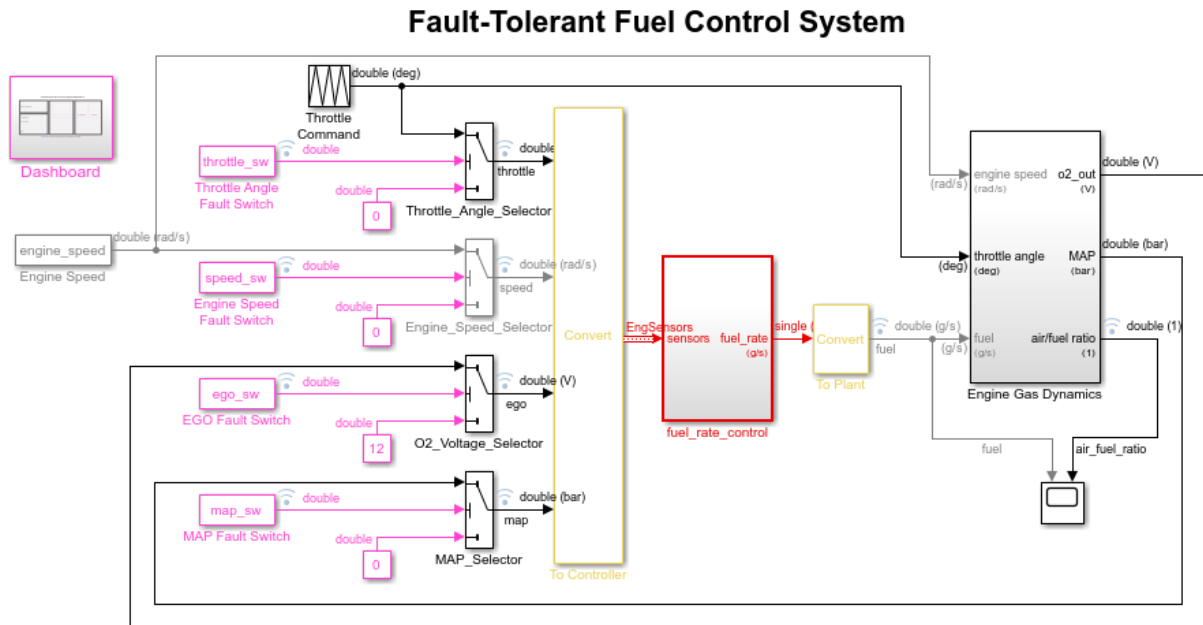 Fault-Tolerant Fuel Control System
double (deg)
Throttle
Command
Dashboard
throttle_sw
double
Throttle Angle
Fault Switch
double
0
double
throttle
Throttle_Angle_Selector
engine_speed
double (rad/s)
Engine Speed
speed_sw
double
Engine Speed
Fault Switch
double
0
double (rad/s)
speed
Engine_Speed_Selector
ego_sw
double
EGO Fault Switch
double
12
double (V)
ego
O2_Voltage_Selector
map_sw
double
MAP Fault Switch
double
0
double (bar)
map
MAP_Selector
Convert
To Controller
EngSensors
sensors
fuel_rate
(g/s)
fuel_rate_control
single (
Convert
To Plant
double (g/s)
fuel
(g/s)
(rad/s)
engine speed
(rad/s)
o2_out
(V)
double (V)
(deg)
throttle angle
(deg)
MAP
(bar)
double (bar)
fuel
(g/s)
air/fuel ratio
(1)
double (1)
Engine Gas Dynamics
fuel
air_fuel_ratio